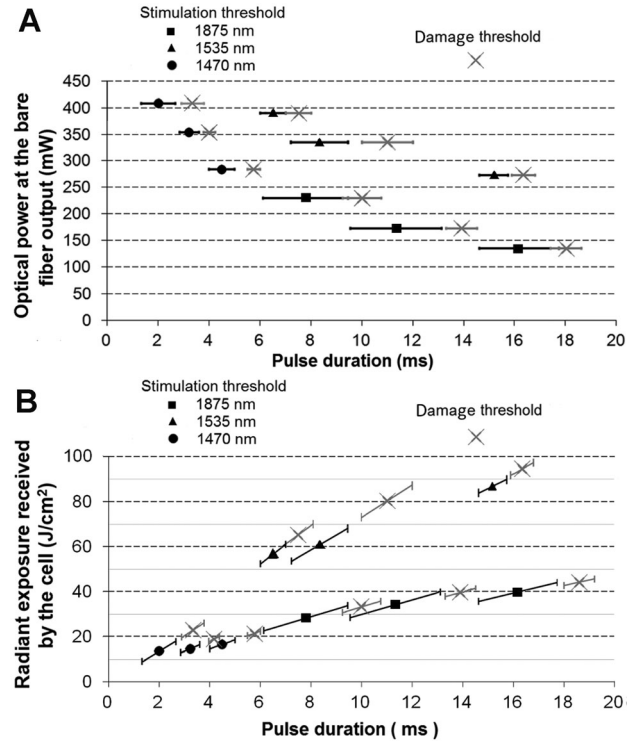 A
Stimulation threshold
1875 nm
1535 nm
1470 nm
Damage threshold
Optical power at the bare
fiber output (mW)
450
400
350
300
250
200
150
100
50
0
0 2 4 6 8 10 12 14 16 18 20
Pulse duration (ms)
B
Stimulation threshold
1875 nm
1535 nm
1470 nm
Damage threshold
Radiant exposure received
by the cell (J/cm²)
100
80
60
40
20
0
0 2 4 6 8 10 12 14 16 18 20
Pulse duration ( ms )